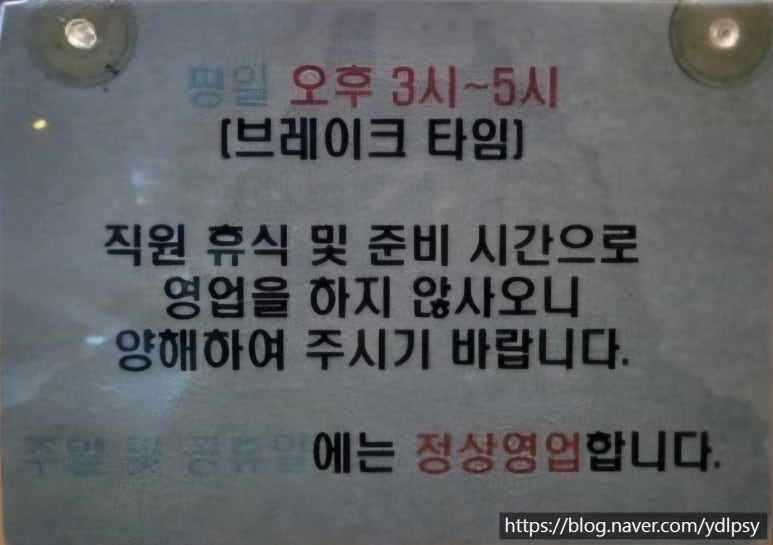 평일 오후 3시~5시
(브레이크 타임)
직원 휴식 및 준비 시간으로
영업을 하지 않사오니
양해하여 주시기 바랍니다.
주말 및 공휴일에는 정상영업합니다.
https://blog.naver.com/ydlpsy